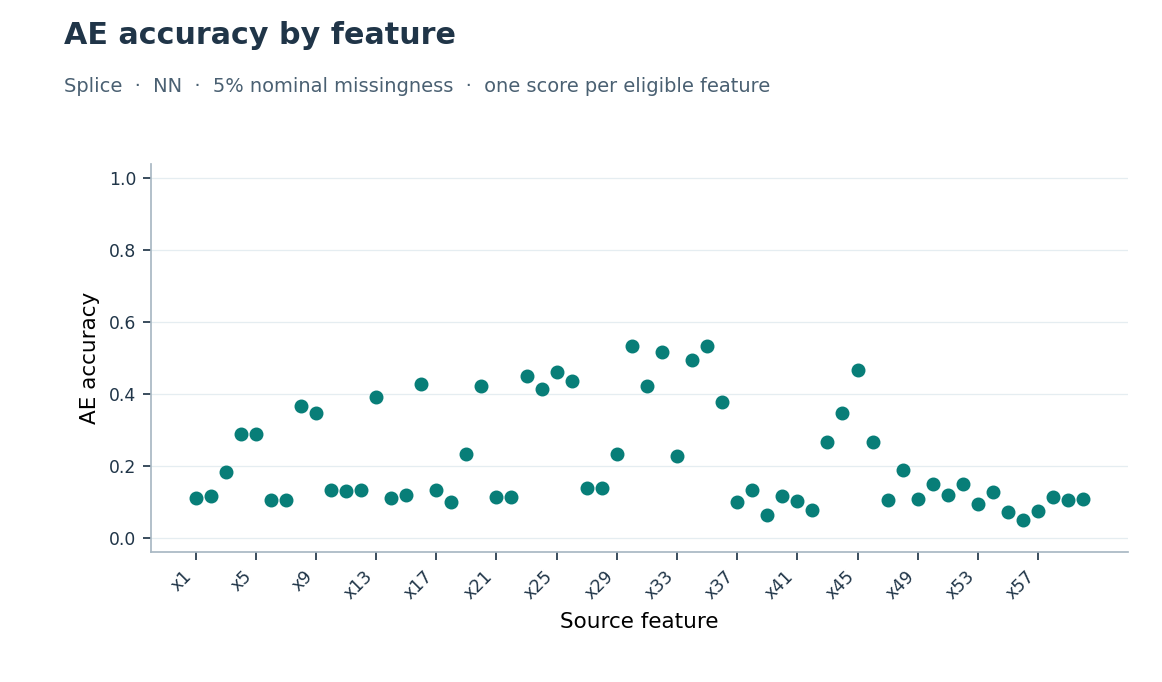 AE accuracy by feature
Splice · NN · 5% nominal missingness · one score per eligible feature
1.0
0.8
0.6
0.4
0.2
0.0
AE accuracy
x1 x5 x9 x13 x17 x21 x25 x29 x33 x37 x41 x45 x49 x53 x57
Source feature